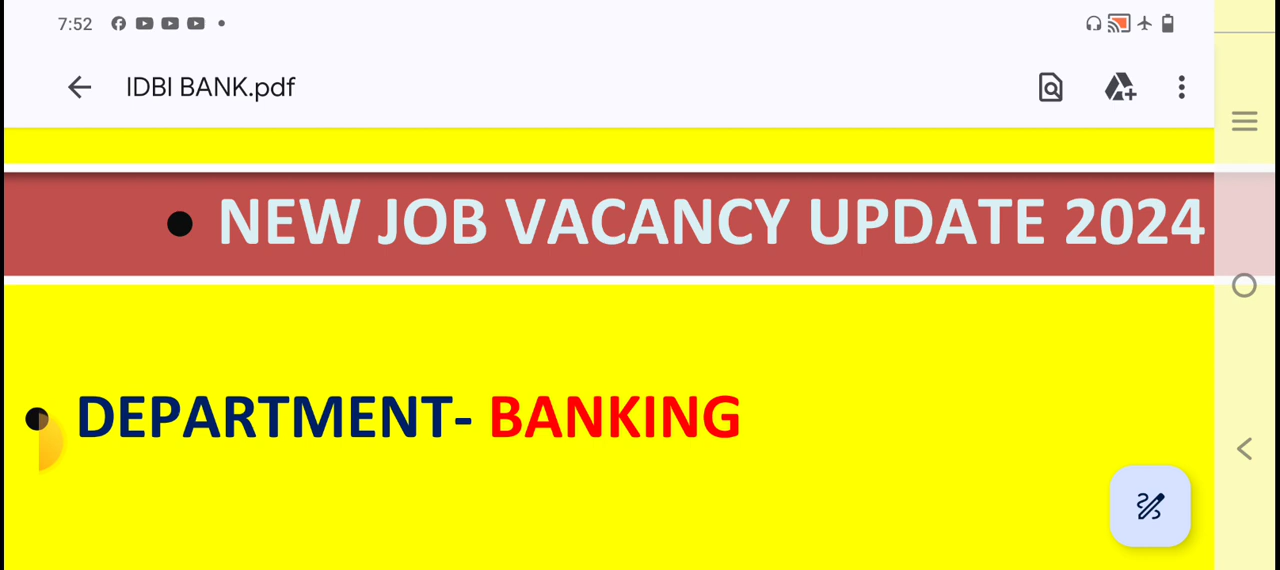 7:52
IDBI BANK.pdf
NEW JOB VACANCY UPDATE 2024
DEPARTMENT- BANKING